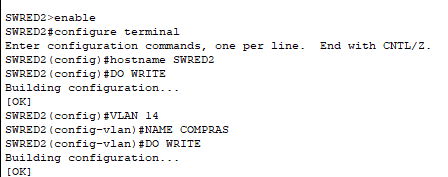 SWRED2>enable
SWRED2#configure terminal
Enter configuration commands, one per line.  End with CNTL/Z.
SWRED2(config)#hostname SWRED2
SWRED2(config)#DO WRITE
Building configuration...
[OK]
SWRED2(config)#VLAN 14
SWRED2(config-vlan)#NAME COMPRAS
SWRED2(config-vlan)#DO WRITE
Building configuration...
[OK]